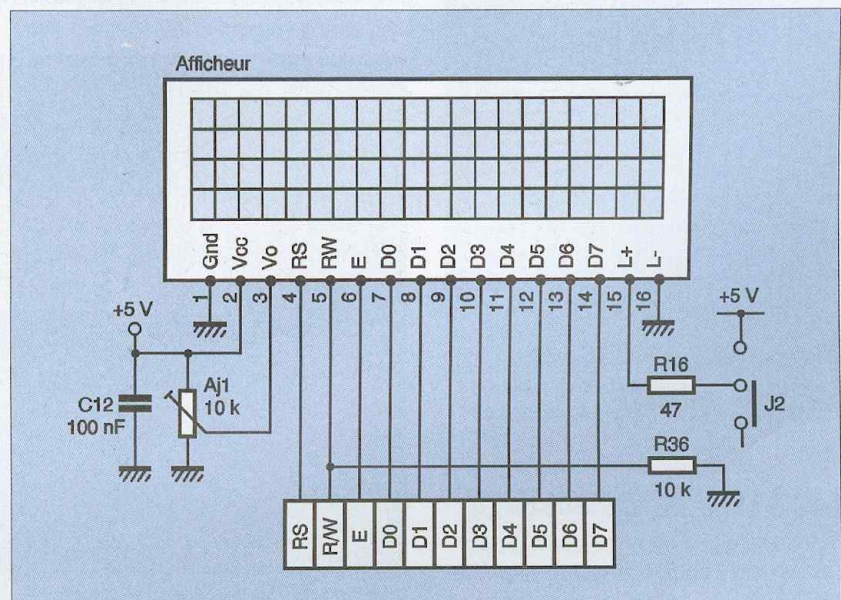 Afficheur
Gnd Vcc Vo RS RW E D0 D1 D2 D3 D4 D5 D6 D7 L+ L-
1 2 3 4 5 6 7 8 9 10 11 12 13 14 15 16
+5 V
+5 V
C12
100 nF
Aj1
10 k
R16
47
J2
R36
10 k
RS R/W E D0 D1 D2 D3 D4 D5 D6 D7